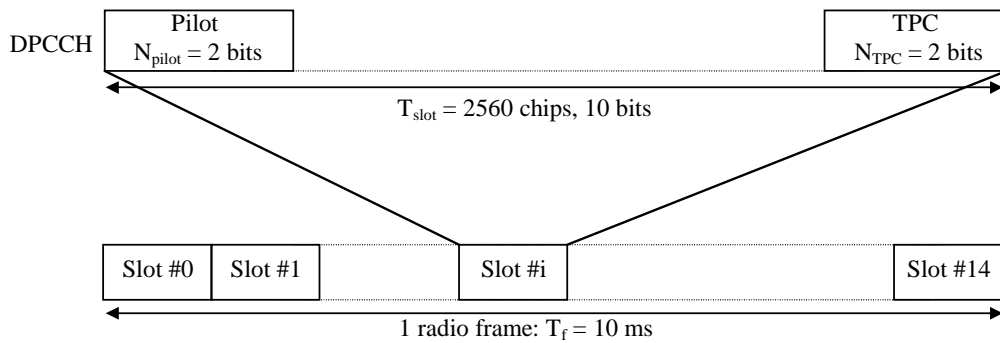 Pilot
TPC
DPCCH
N_pilot = 2 bits
N_TPC = 2 bits
T_slot = 2560 chips, 10 bits
Slot #0
Slot #1
Slot #i
Slot #14
1 radio frame: T_f = 10 ms